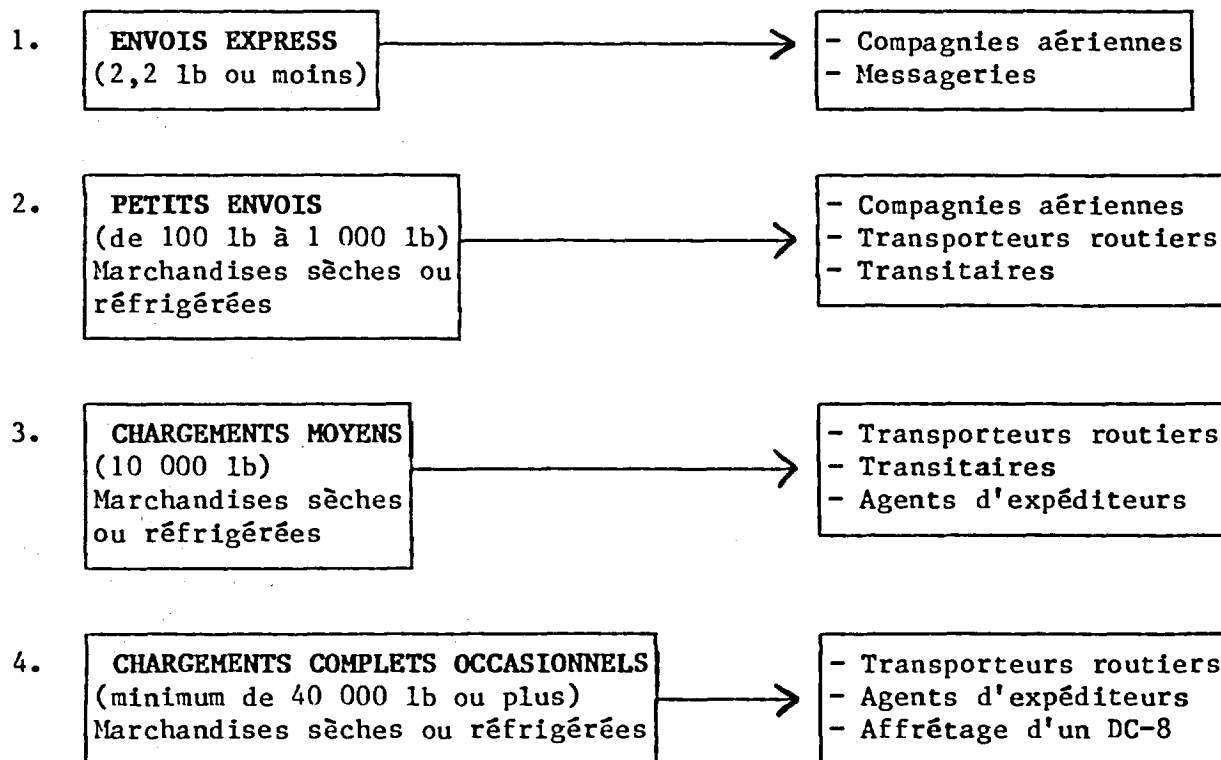 1.
ENVOIS EXPRESS
(2,2 lb ou moins)
- Compagnies aériennes
- Messageries
2.
PETITS ENVOIS
(de 100 lb à 1 000 lb)
Marchandises sèches ou
réfrigérées
- Compagnies aériennes
- Transporteurs routiers
- Transitaires
3.
CHARGEMENTS MOYENS
(10 000 lb)
Marchandises sèches
ou réfrigérées
- Transporteurs routiers
- Transitaires
- Agents d'expéditeurs
4.
CHARGEMENTS COMPLETS OCCASIONNELS
(minimum de 40 000 lb ou plus)
Marchandises sèches ou réfrigérées
- Transporteurs routiers
- Agents d'expéditeurs
- Affrétage d'un DC-8